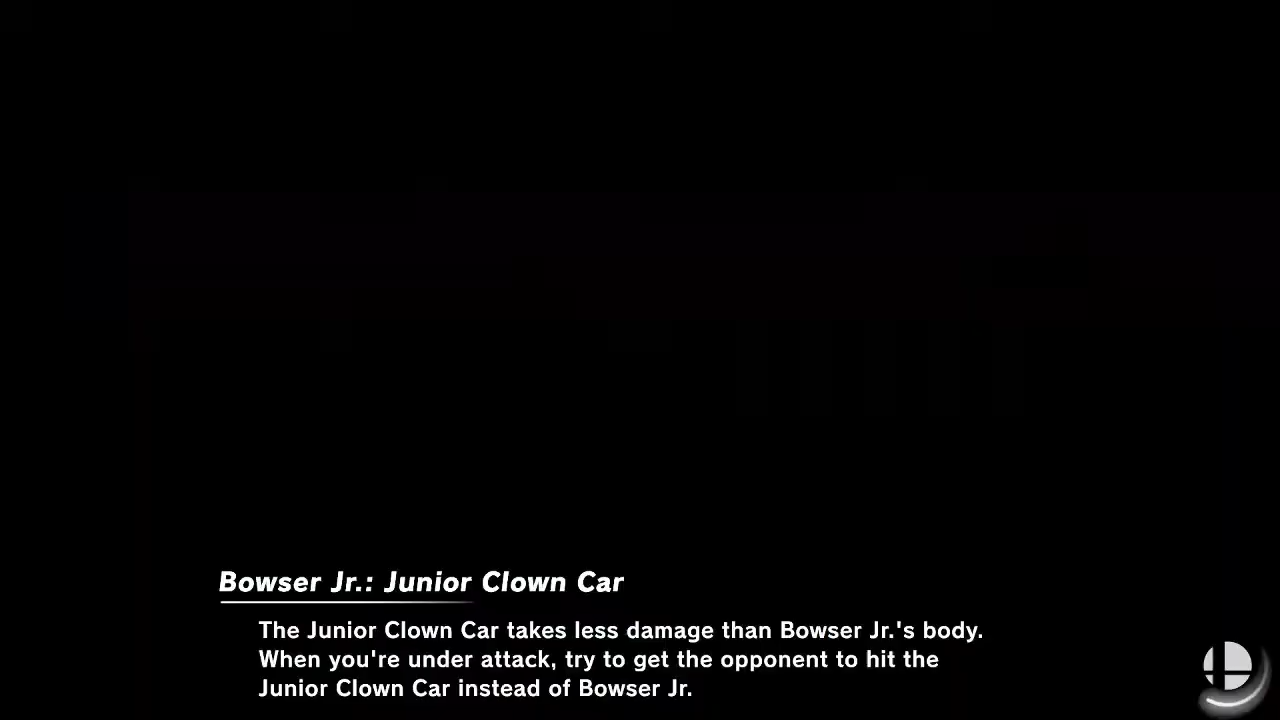 Bowser Jr.: Junior Clown Car
The Junior Clown Car takes less damage than Bowser Jr.'s body.
When you're under attack, try to get the opponent to hit the
Junior Clown Car instead of Bowser Jr.